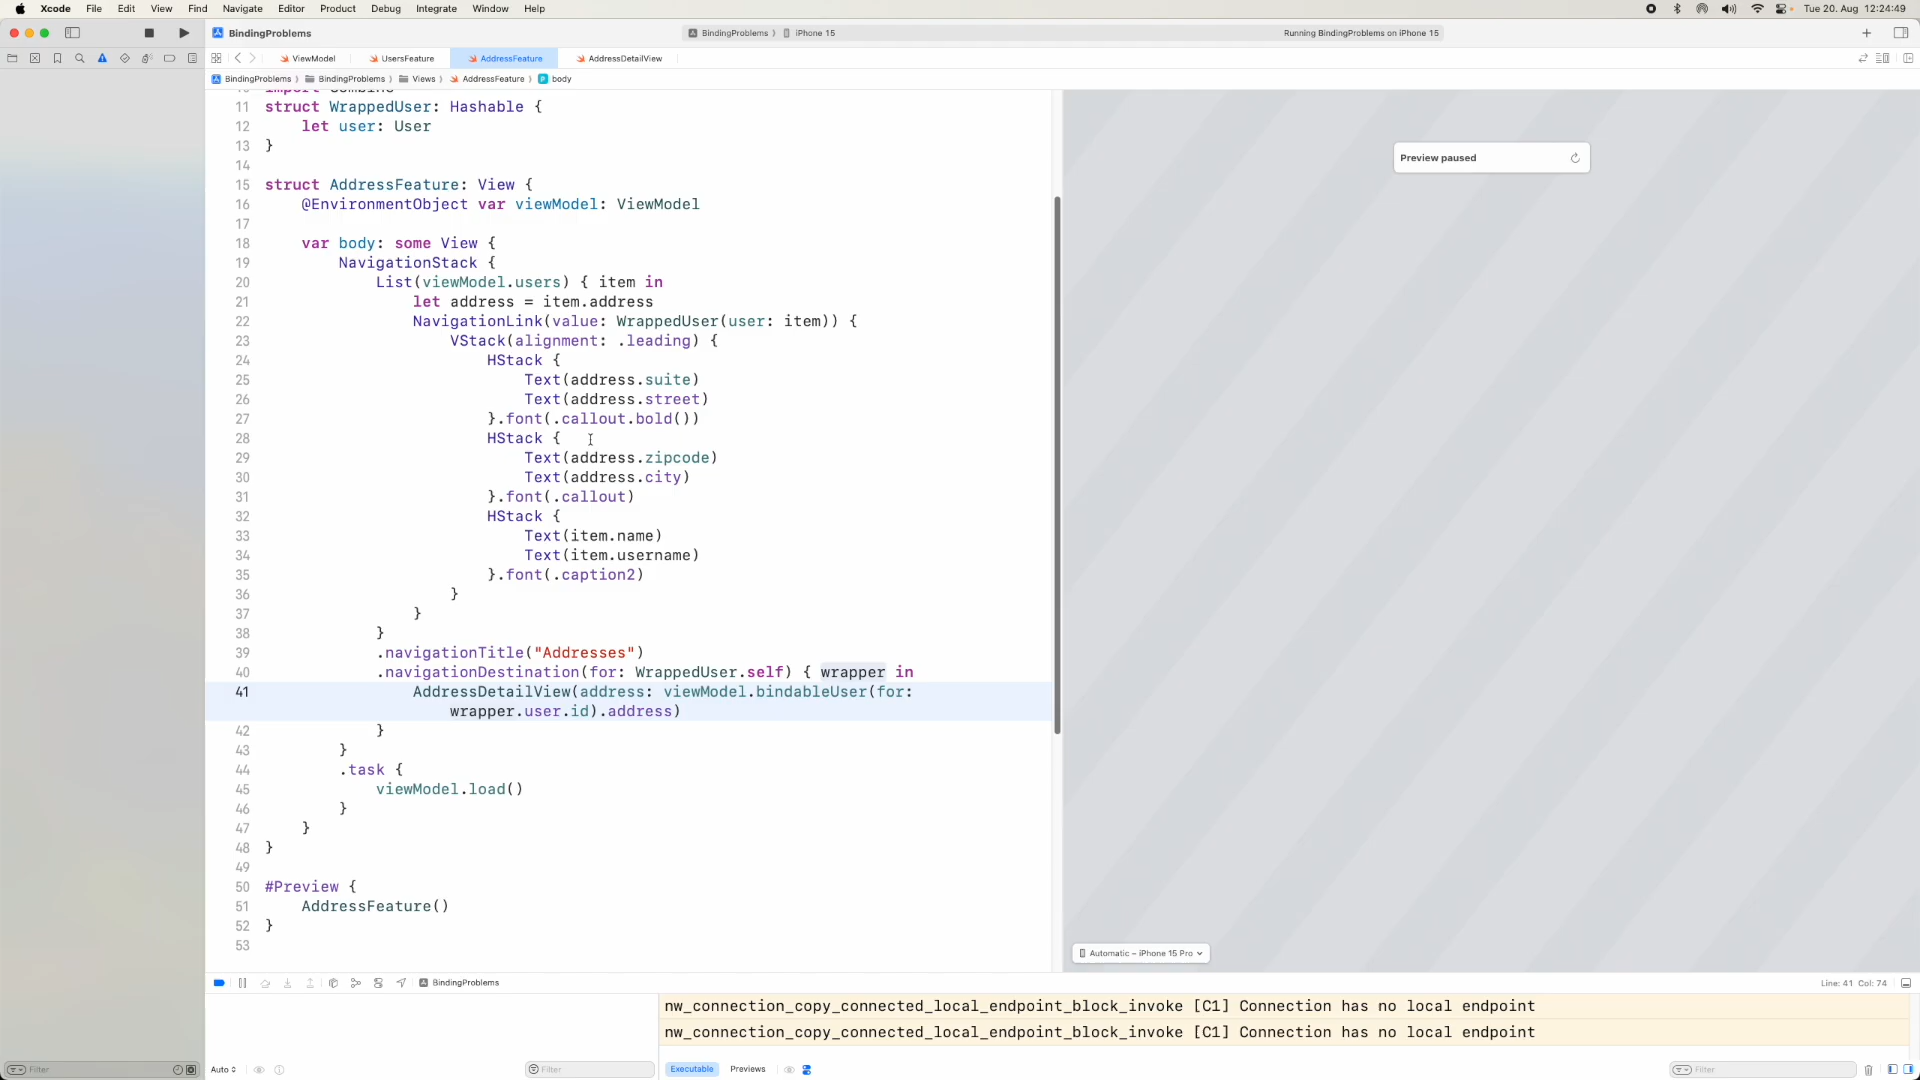 Xcode File Edit View Find Navigate Editor Product Debug Integrate Window Help
Tue 20. Aug 12:24:49
BindingProblems
BindingProblems 〉 iPhone 15
Running BindingProblems on iPhone 15
ViewModel UsersFeature AddressFeature AddressDetailView
BindingProblems 〉 BindingProblems 〉 Views 〉 AddressFeature 〉 P body
11 struct WrappedUser: Hashable {
12 let user: User
13 }
14
15 struct AddressFeature: View {
16 @EnvironmentObject var viewModel: ViewModel
17
18 var body: some View {
19 NavigationStack {
20 List(viewModel.users) { item in
21 let address = item.address
22 NavigationLink(value: WrappedUser(user: item)) {
23 VStack(alignment: .leading) {
24 HStack {
25 Text(address.suite)
26 Text(address.street)
27 }.font(.callout.bold())
28 HStack {
29 Text(address.zipcode)
30 Text(address.city)
31 }.font(.callout)
32 HStack {
33 Text(item.name)
34 Text(item.username)
35 }.font(.caption2)
36 }
37 }
38 }
39 .navigationTitle("Addresses")
40 .navigationDestination(for: WrappedUser.self) { wrapper in
41 AddressDetailView(address: viewModel.bindableUser(for:
wrapper.user.id).address)
42 }
43 }
44 .task {
45 viewModel.load()
46 }
47 }
48 }
49
50 #Preview {
51 AddressFeature()
52 }
53
Preview paused
Automatic – iPhone 15 Pro
BindingProblems
Line: 41 Col: 74
nw_connection_copy_connected_local_endpoint_block_invoke [C1] Connection has no local endpoint
nw_connection_copy_connected_local_endpoint_block_invoke [C1] Connection has no local endpoint
Filter
Auto
Filter
Executable Previews
Filter